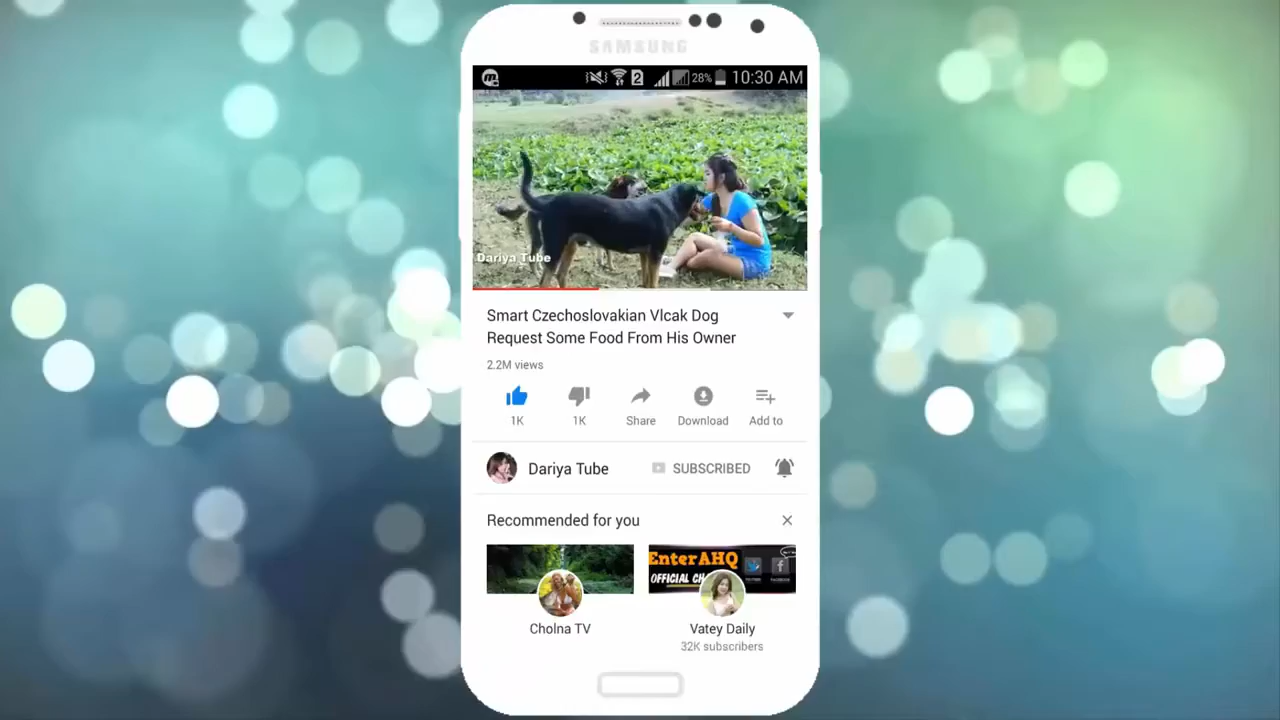 SAMSUNG
2 28% 10:30 AM
Dariya Tube
Smart Czechoslovakian Vlcak Dog
Request Some Food From His Owner
2.2M views
1K 1K Share Download Add to
Dariya Tube SUBSCRIBED
Recommended for you
EnterAHQ
OFFICIAL
Cholna TV Vatey Daily
32K subscribers